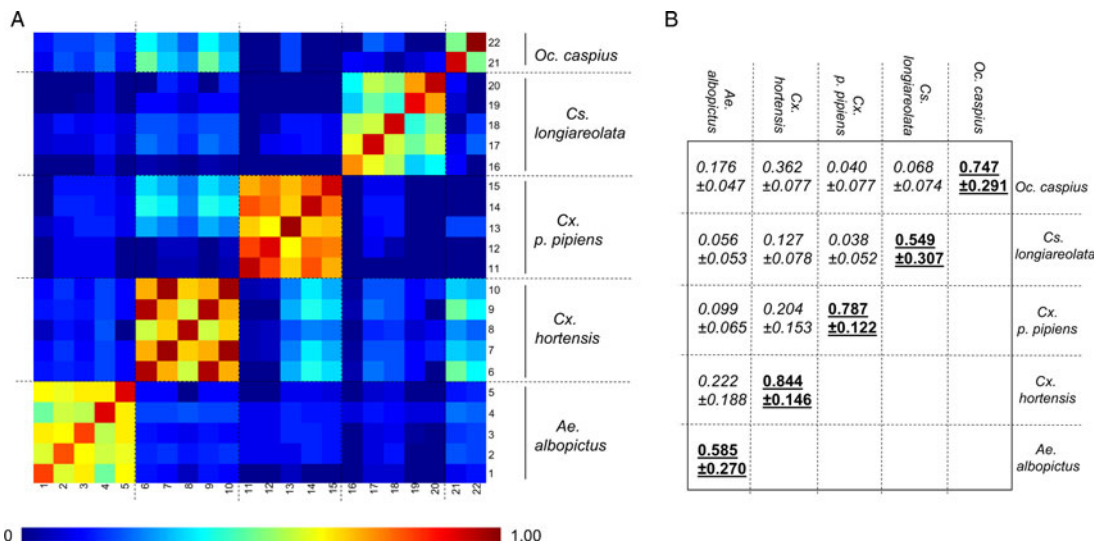 A
22
21
Oc. caspius
20
19
18
17
16
Cs.
longiareolata
15
14
13
12
11
Cx.
p. pipiens
10
9
8
7
6
Cx.
hortensis
5
4
3
2
1
Ae.
albopictus
1 2 3 4 5 6 7 8 9 10 11 12 13 14 15 16 17 18 19 20 21 22
0 1.00
B
Ae.
albopictus
Cx.
hortensis
Cx.
p. pipiens
Cs.
longiareolata
Oc. caspius
0.176 0.362 0.040 0.068 0.747
±0.047 ±0.077 ±0.077 ±0.074 ±0.291
Oc. caspius
0.056 0.127 0.038 0.549
±0.053 ±0.078 ±0.052 ±0.307
Cs.
longiareolata
0.099 0.204 0.787
±0.065 ±0.153 ±0.122
Cx.
p. pipiens
0.222 0.844
±0.188 ±0.146
Cx.
hortensis
0.585
±0.270
Ae.
albopictus